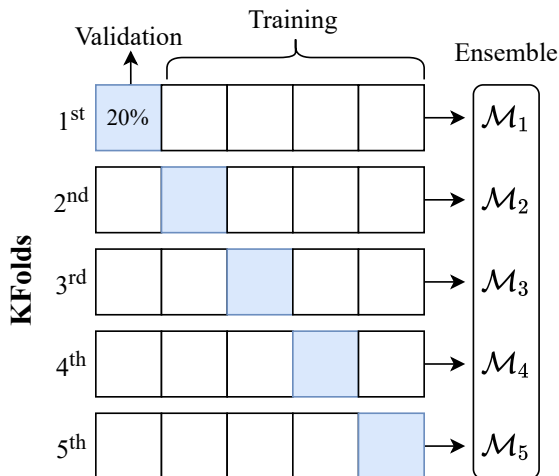 Validation
Training
Ensemble
KFolds
1st 20% ℳ₁
2nd ℳ₂
3rd ℳ₃
4th ℳ₄
5th ℳ₅